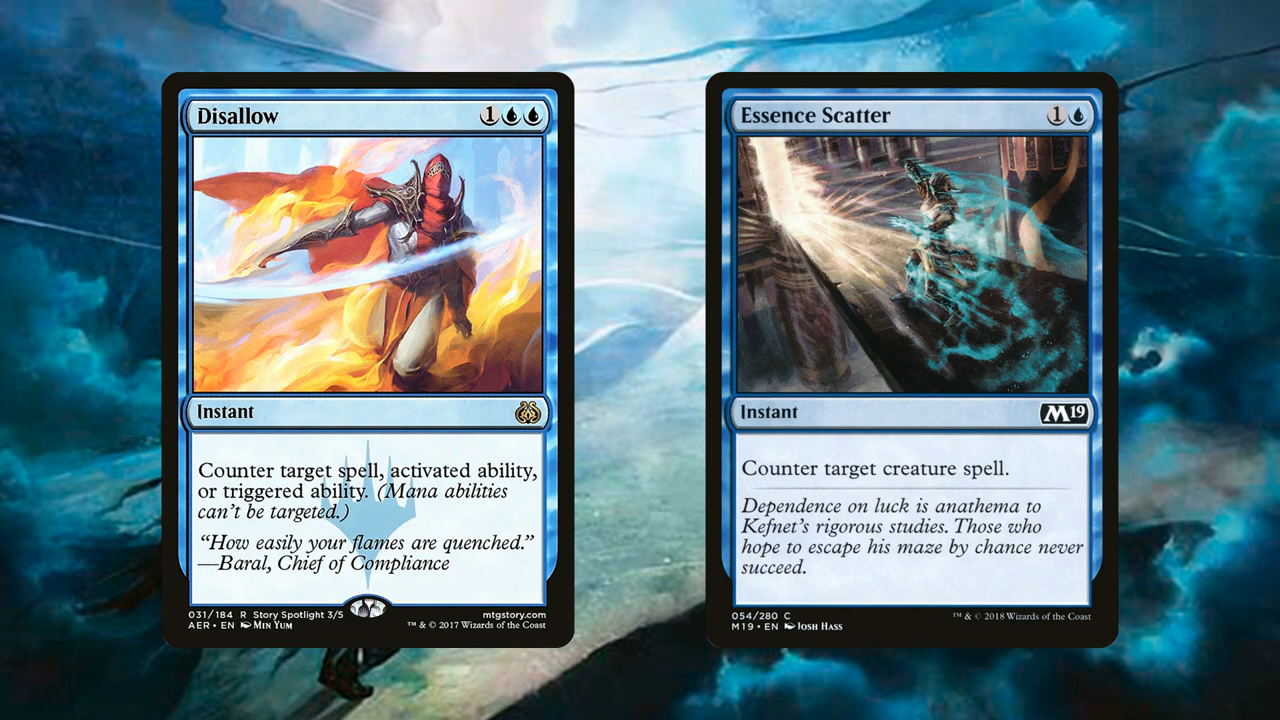 Disallow 1
Instant
Counter target spell, activated ability,
or triggered ability. (Mana abilities
can't be targeted.)
“How easily your flames are quenched.”
—Baral, Chief of Compliance
031/184 R Story Spotlight 3/5 mtgstory.com
AER • EN Min Yum ™ & © 2017 Wizards of the Coast
Essence Scatter 1
Instant M19
Counter target creature spell.
Dependence on luck is anathema to
Kefnet's rigorous studies. Those who
hope to escape his maze by chance never
succeed.
054/280 C ™ & © 2018 Wizards of the Coast
M19 • EN Josh Hass